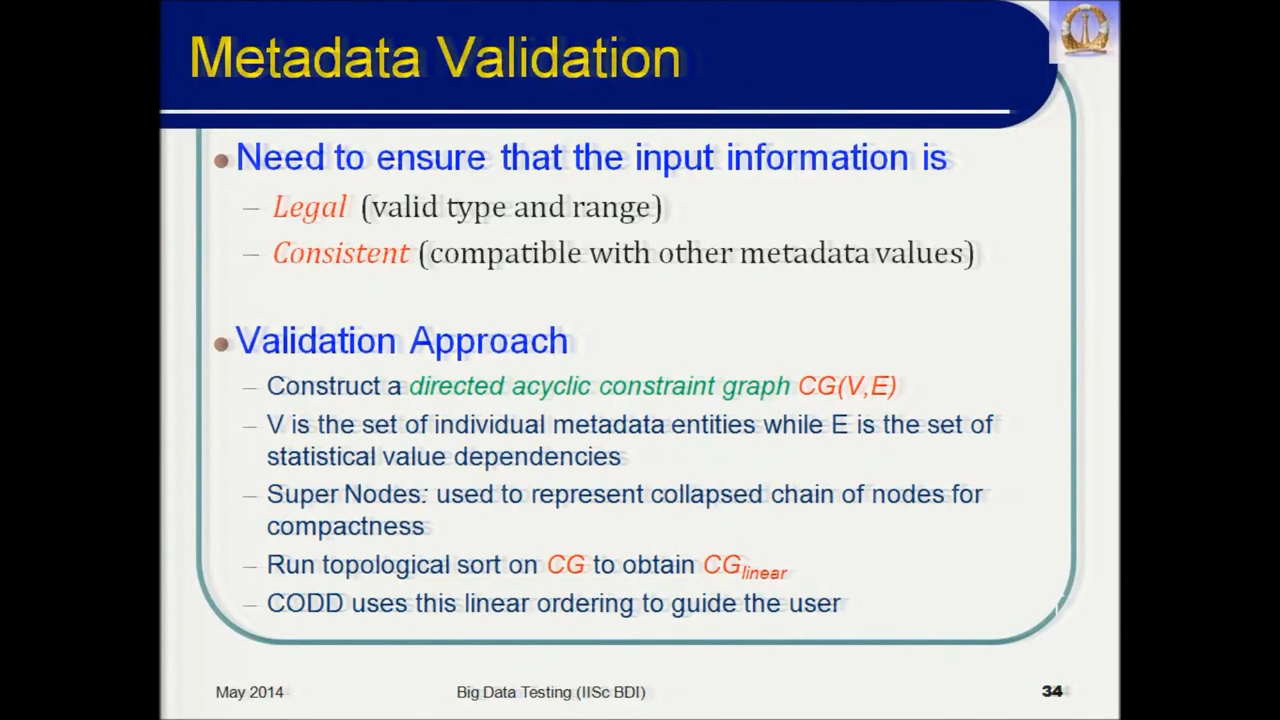 Metadata Validation
Need to ensure that the input information is
– Legal (valid type and range)
– Consistent (compatible with other metadata values)
Validation Approach
– Construct a directed acyclic constraint graph CG(V,E)
– V is the set of individual metadata entities while E is the set of
statistical value dependencies
– Super Nodes: used to represent collapsed chain of nodes for
compactness
– Run topological sort on CG to obtain CGlinear
– CODD uses this linear ordering to guide the user
May 2014 Big Data Testing (IISc BDI) 34